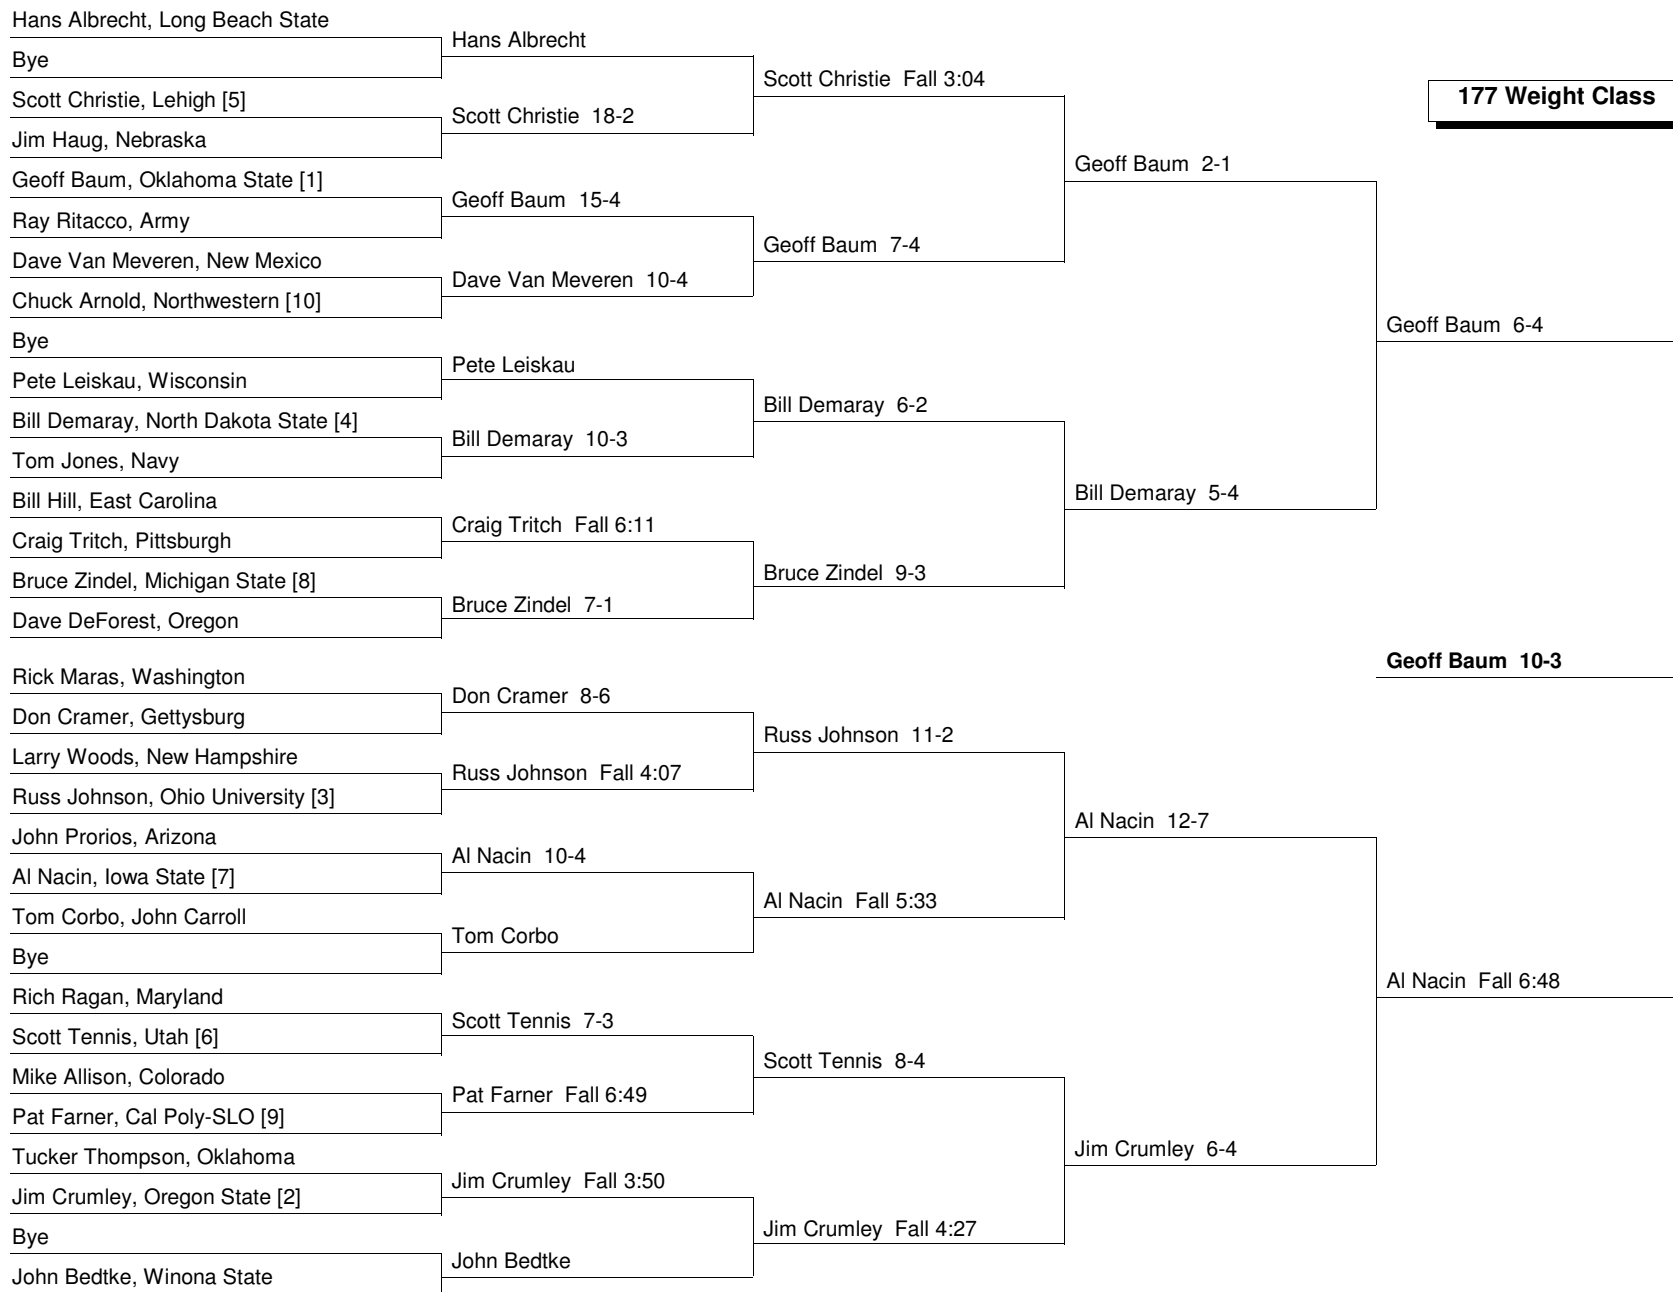 Hans Albrecht, Long Beach State
Bye
Scott Christie, Lehigh [5]
Jim Haug, Nebraska
Geoff Baum, Oklahoma State [1]
Ray Ritacco, Army
Dave Van Meveren, New Mexico
Chuck Arnold, Northwestern [10]
Bye
Pete Leiskau, Wisconsin
Bill Demaray, North Dakota State [4]
Tom Jones, Navy
Bill Hill, East Carolina
Craig Tritch, Pittsburgh
Bruce Zindel, Michigan State [8]
Dave DeForest, Oregon
Rick Maras, Washington
Don Cramer, Gettysburg
Larry Woods, New Hampshire
Russ Johnson, Ohio University [3]
John Prorios, Arizona
Al Nacin, Iowa State [7]
Tom Corbo, John Carroll
Bye
Rich Ragan, Maryland
Scott Tennis, Utah [6]
Mike Allison, Colorado
Pat Farner, Cal Poly-SLO [9]
Tucker Thompson, Oklahoma
Jim Crumley, Oregon State [2]
Bye
John Bedtke, Winona State
Hans Albrecht
Scott Christie 18-2
Geoff Baum 15-4
Dave Van Meveren 10-4
Pete Leiskau
Bill Demaray 10-3
Craig Tritch Fall 6:11
Bruce Zindel 7-1
Don Cramer 8-6
Russ Johnson Fall 4:07
Al Nacin 10-4
Tom Corbo
Scott Tennis 7-3
Pat Farner Fall 6:49
Jim Crumley Fall 3:50
John Bedtke
Scott Christie Fall 3:04
Geoff Baum 7-4
Bill Demaray 6-2
Bruce Zindel 9-3
Russ Johnson 11-2
Al Nacin Fall 5:33
Scott Tennis 8-4
Jim Crumley Fall 4:27
Geoff Baum 2-1
Bill Demaray 5-4
Al Nacin 12-7
Jim Crumley 6-4
177 Weight Class
Geoff Baum 6-4
Geoff Baum 10-3
Al Nacin Fall 6:48